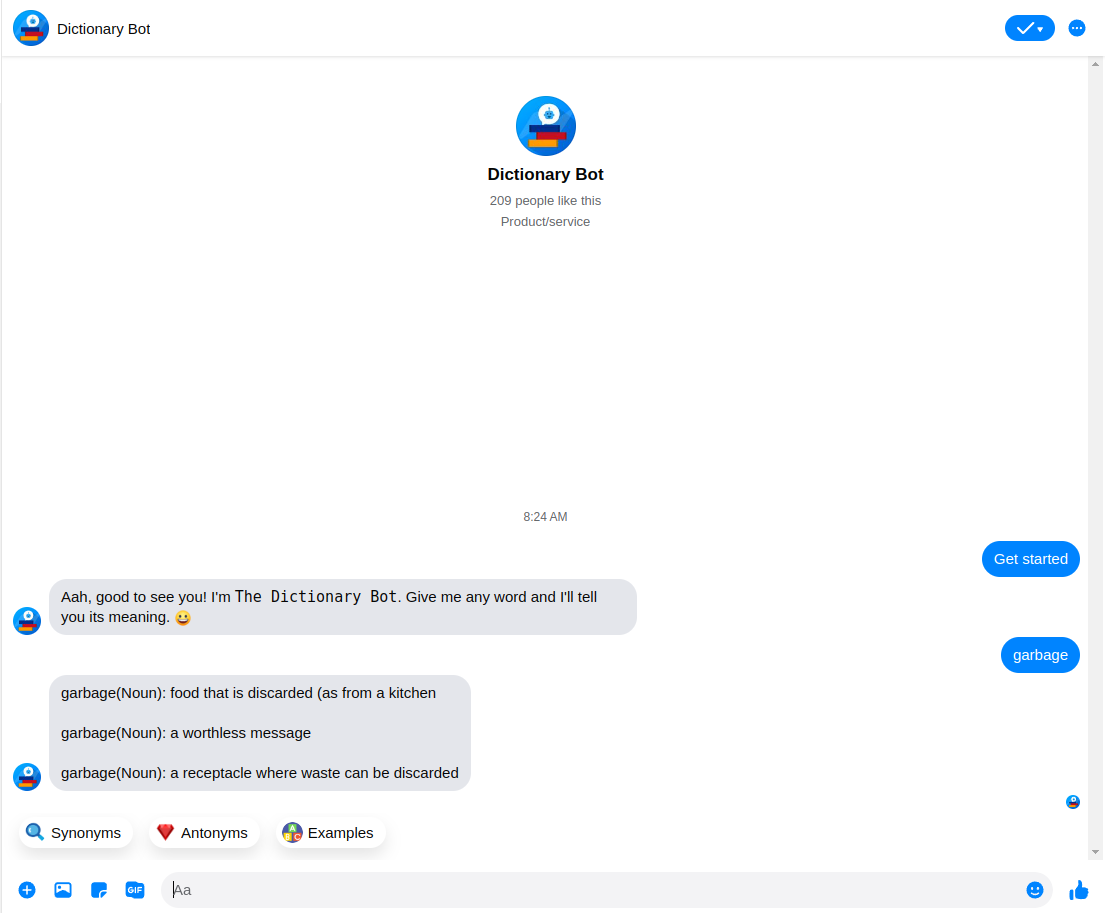 Dictionary Bot
Dictionary Bot
209 people like this
Product/service
8:24 AM
Get started
Aah, good to see you! I'm The Dictionary Bot. Give me any word and I'll tell
you its meaning. 😀
garbage
garbage(Noun): food that is discarded (as from a kitchen
garbage(Noun): a worthless message
garbage(Noun): a receptacle where waste can be discarded
Synonyms Antonyms Examples
GIF Aa